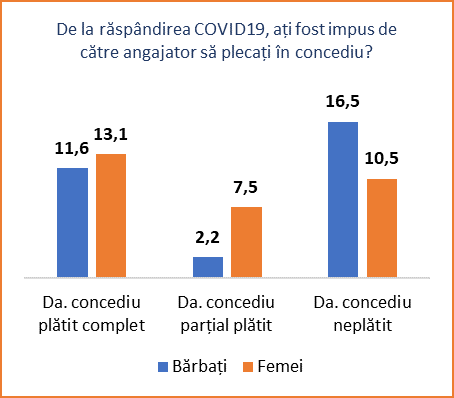 De la răspândirea COVID19, ați fost impus de
către angajator să plecați în concediu?
11,6
13,1
2,2
7,5
16,5
10,5
Da. concediu
plătit complet
Da. concediu
parțial plătit
Da. concediu
neplătit
Bărbați
Femei